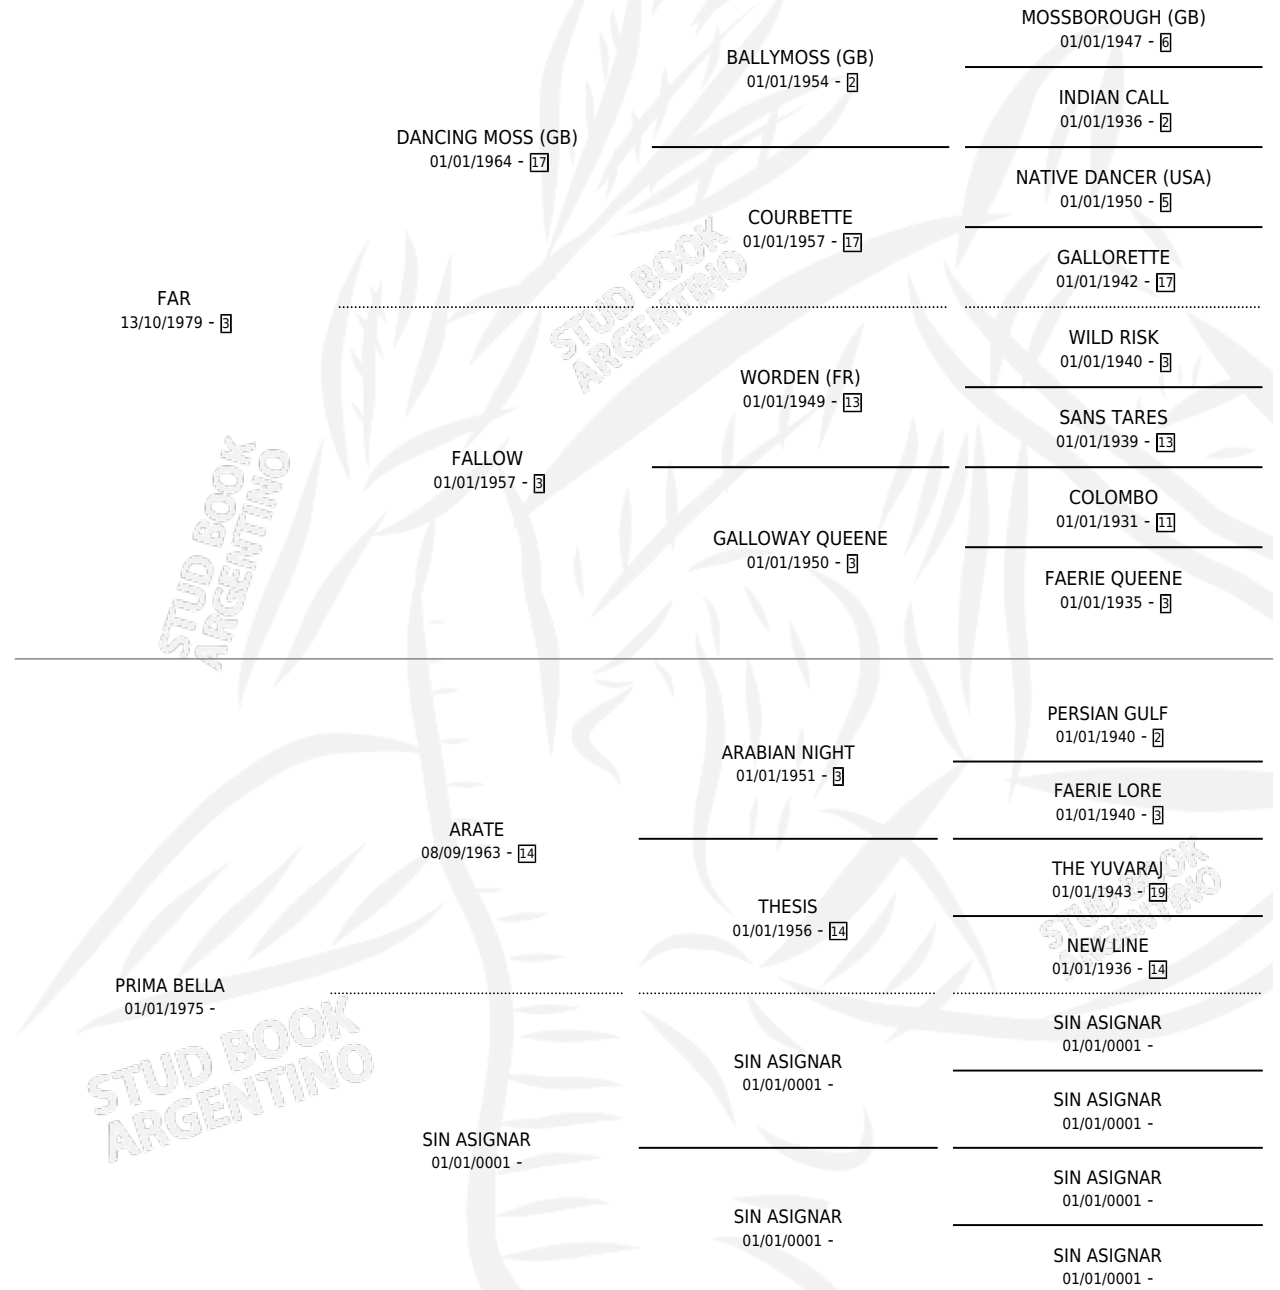 MOSSBOROUGH (GB)
01/01/1947 - 6
BALLYMOSS (GB)
01/01/1954 - 2
INDIAN CALL
01/01/1936 - 2
DANCING MOSS (GB)
01/01/1964 - 17
NATIVE DANCER (USA)
01/01/1950 - 5
COURBETTE
01/01/1957 - 17
GALLORETTE
01/01/1942 - 17
FAR
13/10/1979 - 3
WILD RISK
01/01/1940 - 3
WORDEN (FR)
01/01/1949 - 13
SANS TARES
01/01/1939 - 13
FALLOW
01/01/1957 - 3
COLOMBO
01/01/1931 - 11
GALLOWAY QUEENE
01/01/1950 - 3
FAERIE QUEENE
01/01/1935 - 3
STUD BOOK
ARGENTINO
STUD BOOK
ARGENTINO
PERSIAN GULF
01/01/1940 - 2
ARABIAN NIGHT
01/01/1951 - 3
FAERIE LORE
01/01/1940 - 3
ARATE
08/09/1963 - 14
THE YUVARAJ
01/01/1943 - 19
THESIS
01/01/1956 - 14
NEW LINE
01/01/1936 - 14
PRIMA BELLA
01/01/1975 -
SIN ASIGNAR
01/01/0001 -
SIN ASIGNAR
01/01/0001 -
SIN ASIGNAR
01/01/0001 -
SIN ASIGNAR
01/01/0001 -
SIN ASIGNAR
01/01/0001 -
SIN ASIGNAR
01/01/0001 -
SIN ASIGNAR
01/01/0001 -
STUD BOOK
ARGENTINO
STUD BOOK
ARGENTINO